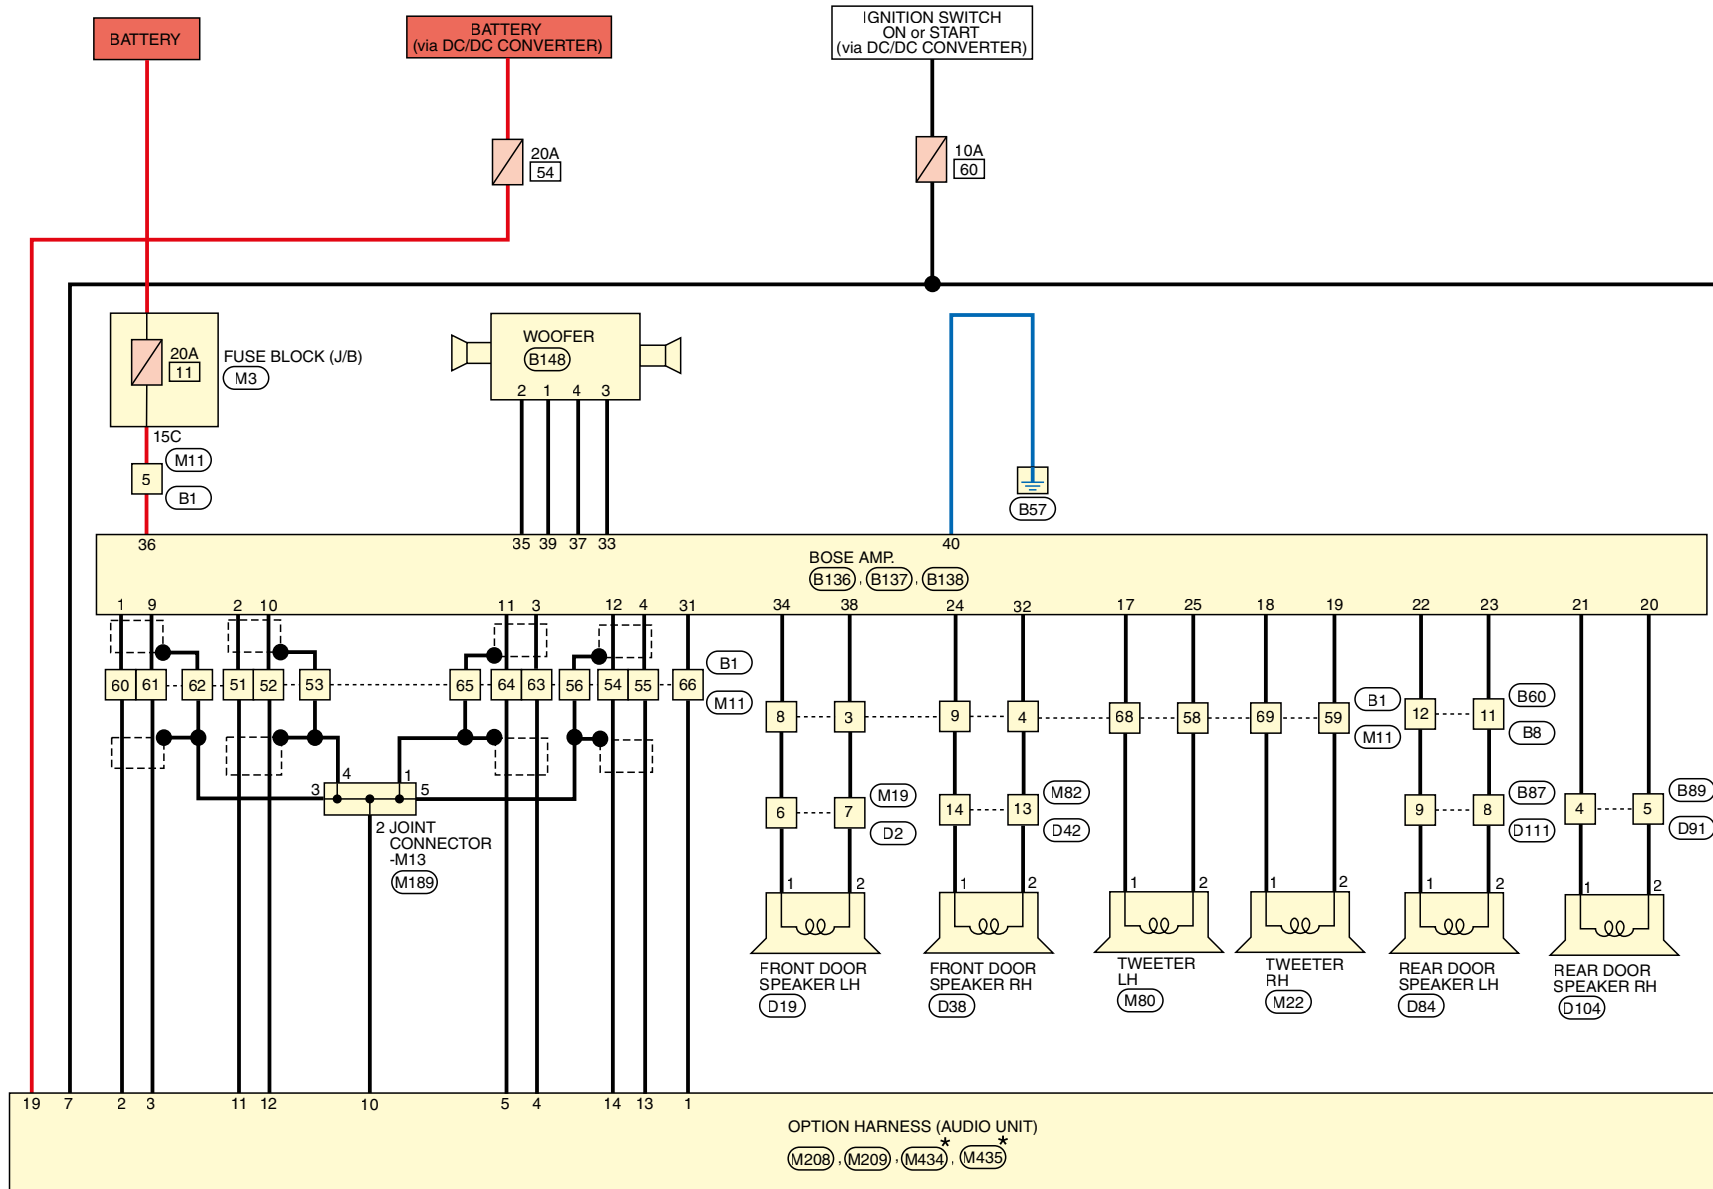 BATTERY
BATTERY
(via DC/DC CONVERTER)
IGNITION SWITCH
ON or START
(via DC/DC CONVERTER)
20A
54
10A
60
20A
11
FUSE BLOCK (J/B)
M3
15C
M11
5
B1
WOOFER
B148
2 1 4 3
B57
36 35 39 37 33 40
BOSE AMP.
B136 , B137 , B138
1 9 2 10 11 3 12 4 31 34 38 24 32 17 25 18 19 22 23 21 20
60 61 62 51 52 53 65 64 63 56 54 55 66
B1
M11
8 3 9 4 68 58 69 59
B1
M11
12 11
B60
B8
3 4 1 5
2 JOINT
CONNECTOR
-M13
M189
6 7
M19
D2
14 13
M82
D42
9 8
B87
D111
4 5
B89
D91
1 2 1 2 1 2 1 2 1 2 1 2
FRONT DOOR
SPEAKER LH
D19
FRONT DOOR
SPEAKER RH
D38
TWEETER
LH
M80
TWEETER
RH
M22
REAR DOOR
SPEAKER LH
D84
REAR DOOR
SPEAKER RH
D104
19 7 2 3 11 12 10 5 4 14 13 1
OPTION HARNESS (AUDIO UNIT)
M208 , M209 , M434* , M435*